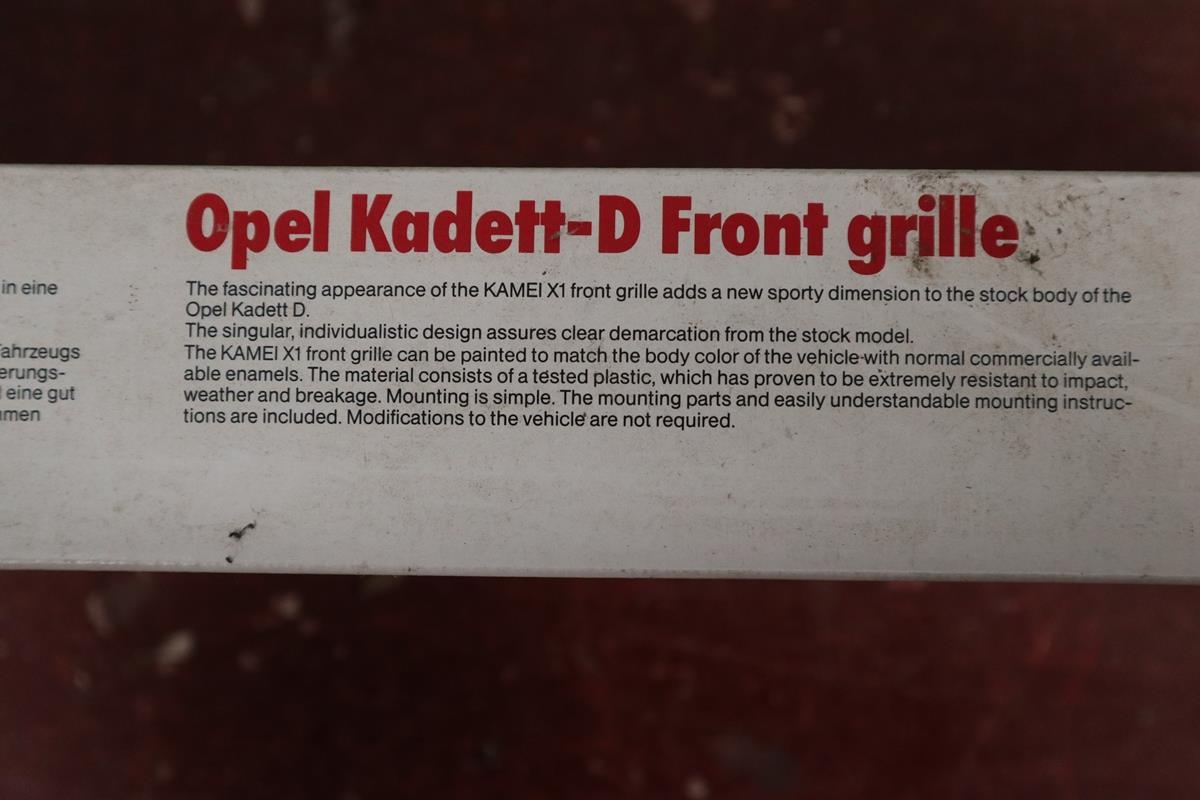 Opel Kadett-D Front grille
in eine
The fascinating appearance of the KAMEI X1 front grille adds a new sporty dimension to the stock body of the
Opel Kadett D.
The singular, individualistic design assures clear demarcation from the stock model.
ahrzeugs
The KAMEI X1 front grille can be painted to match the body color of the vehicle with normal commercially avail-
erungs-
able enamels. The material consists of a tested plastic, which has proven to be extremely resistant to impact,
eine gut
weather and breakage. Mounting is simple. The mounting parts and easily understandable mounting instruc-
men
tions are included. Modifications to the vehicle are not required.